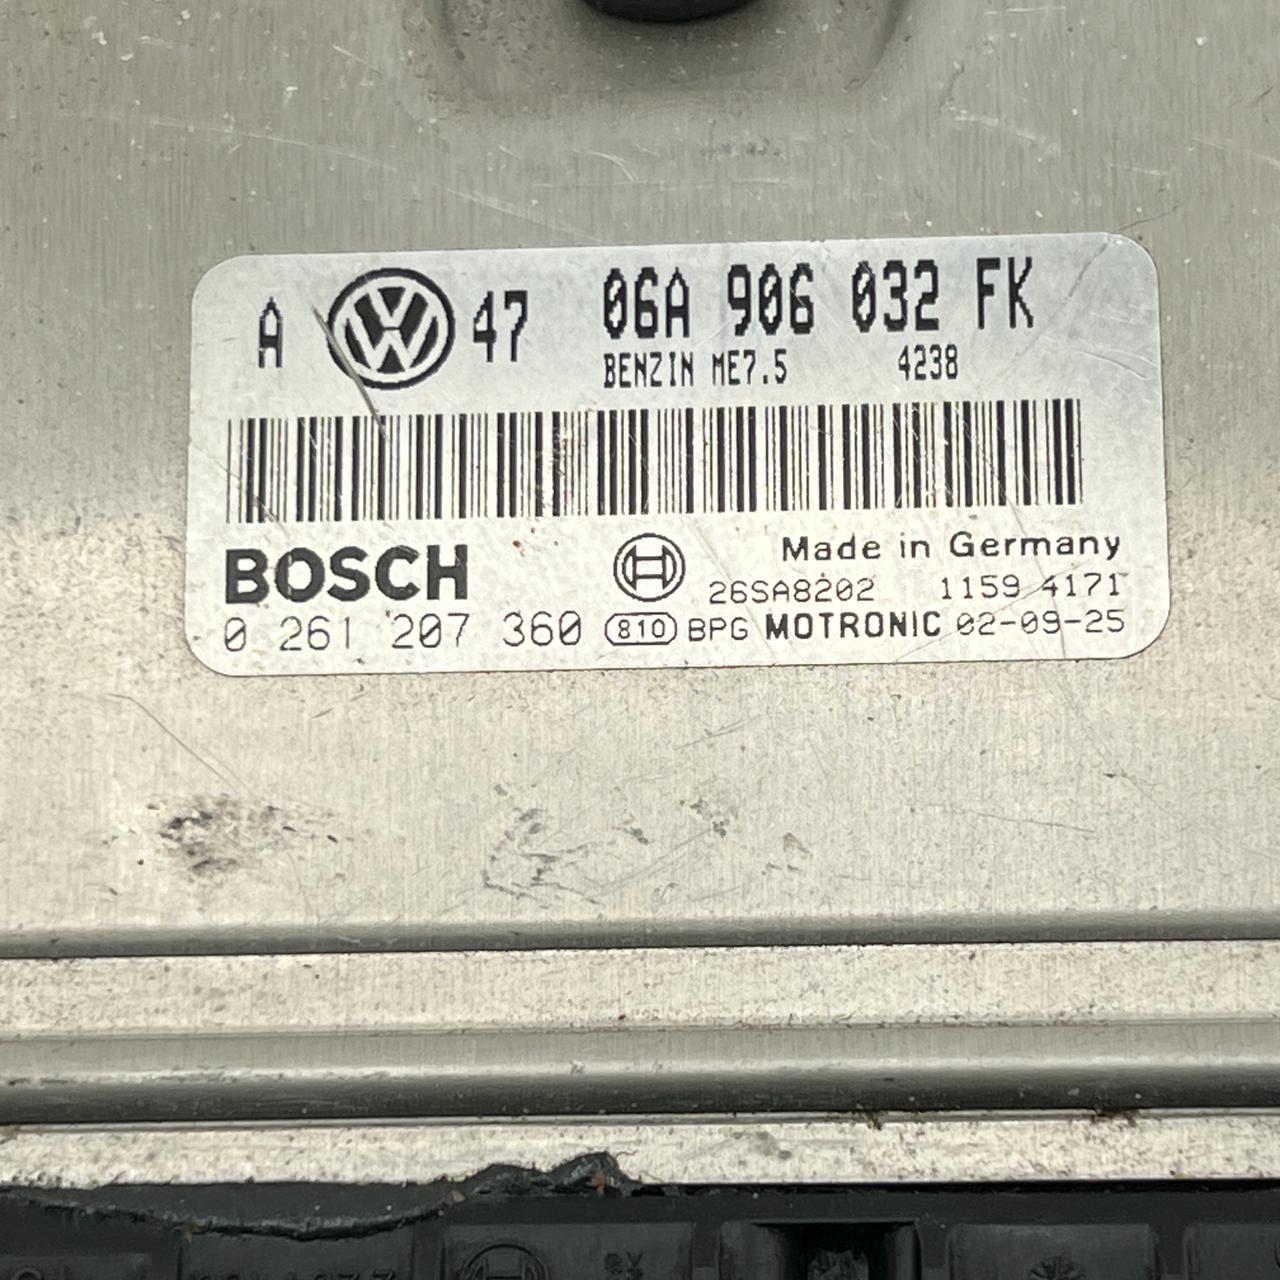 A VW 47 06A 906 032 FK
BENZIN ME7.5 4238
BOSCH
Made in Germany
26SA8202 1159 4171
0 261 207 360 810 BPG MOTRONIC 02-09-25